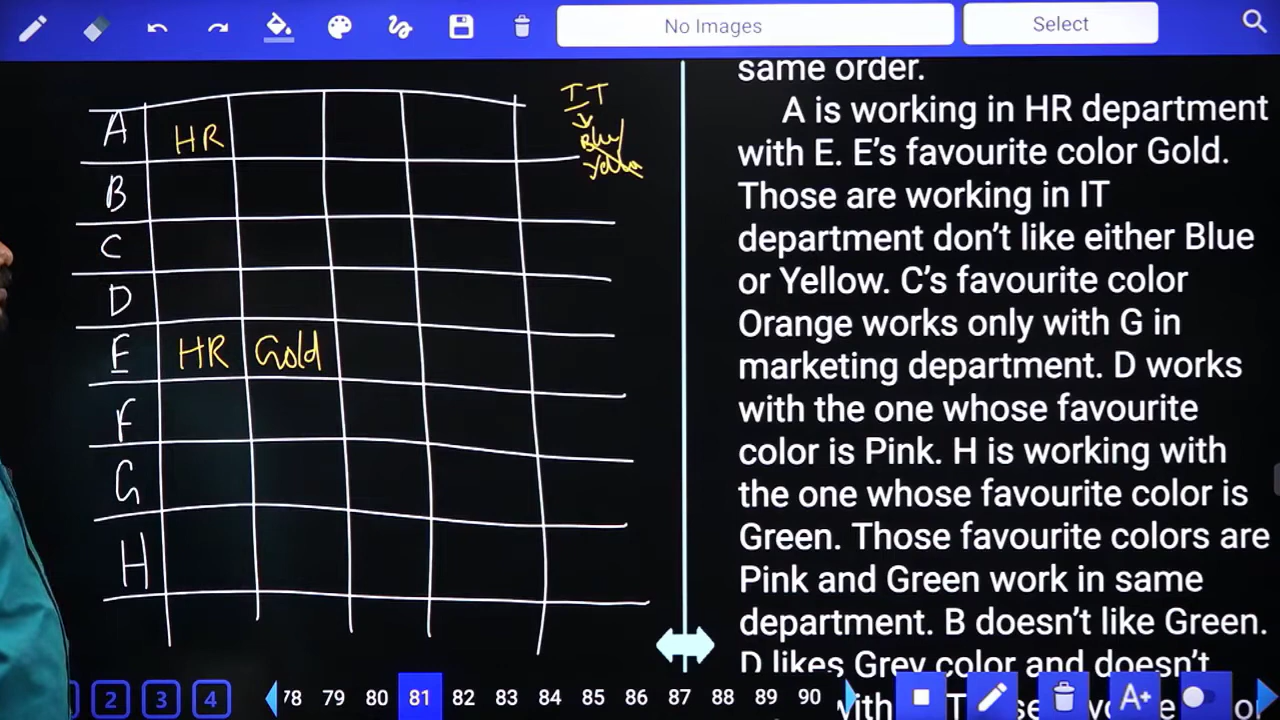 No Images
Select
A HR
B
C
D
E HR Gold
F
G
H
IT
Blue/
Yellow
same order.
A is working in HR department
with E. E's favourite color Gold.
Those are working in IT
department don't like either Blue
or Yellow. C's favourite color
Orange works only with G in
marketing department. D works
with the one whose favourite
color is Pink. H is working with
the one whose favourite color is
Green. Those favourite colors are
Pink and Green work in same
department. B doesn't like Green.
D likes Grey color and doesn't
2 3 4 78 79 80 81 82 83 84 85 86 87 88 89 90 A+